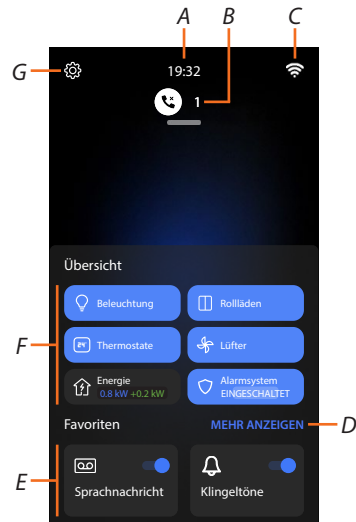 A
B
C
G
19:32
1
Übersicht
Beleuchtung
Rollläden
F
Thermostate
Lüfter
Energie
0.8 kW +0.2 kW
Alarmsystem
EINGESCHALTET
Favoriten
MEHR ANZEIGEN
D
E
Sprachnachricht
Klingeltöne